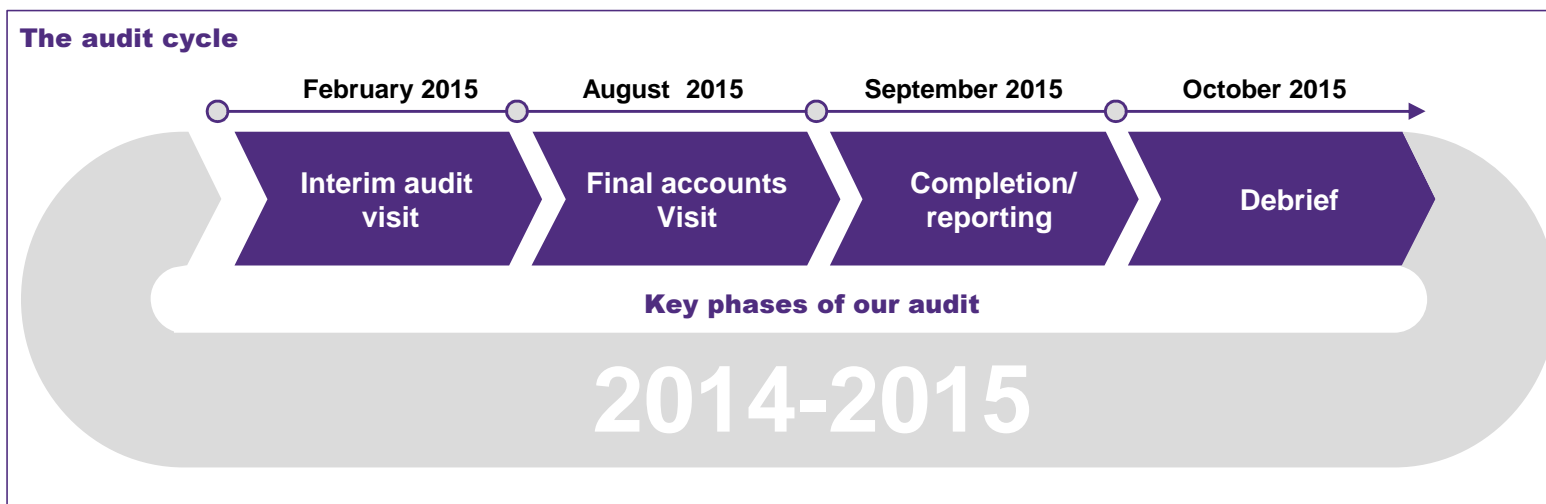 The audit cycle
February 2015
August 2015
September 2015
October 2015
Interim audit
visit
Final accounts
Visit
Completion/
reporting
Debrief
Key phases of our audit
2014-2015